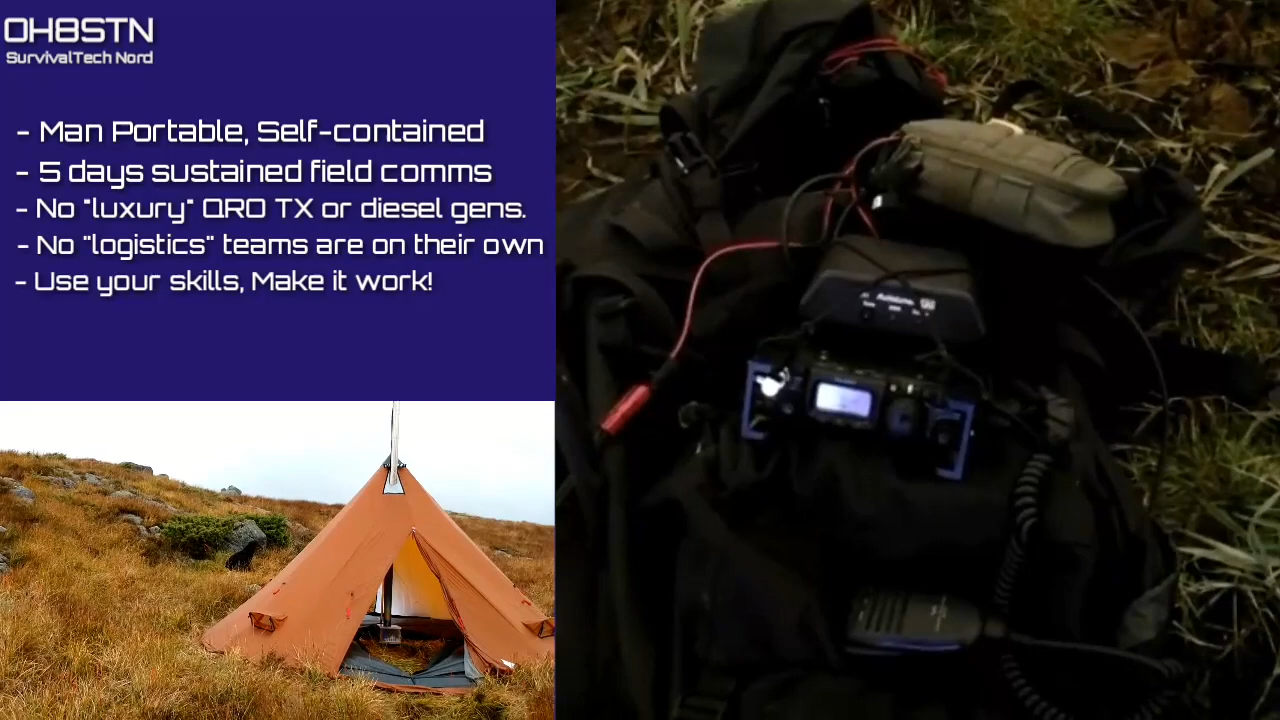 OH8STN
SurvivalTech Nord
- Man Portable, Self-contained
- 5 days sustained field comms
- No "luxury" QRO TX or diesel gens.
- No "logistics" teams are on their own
- Use your skills, Make it work!